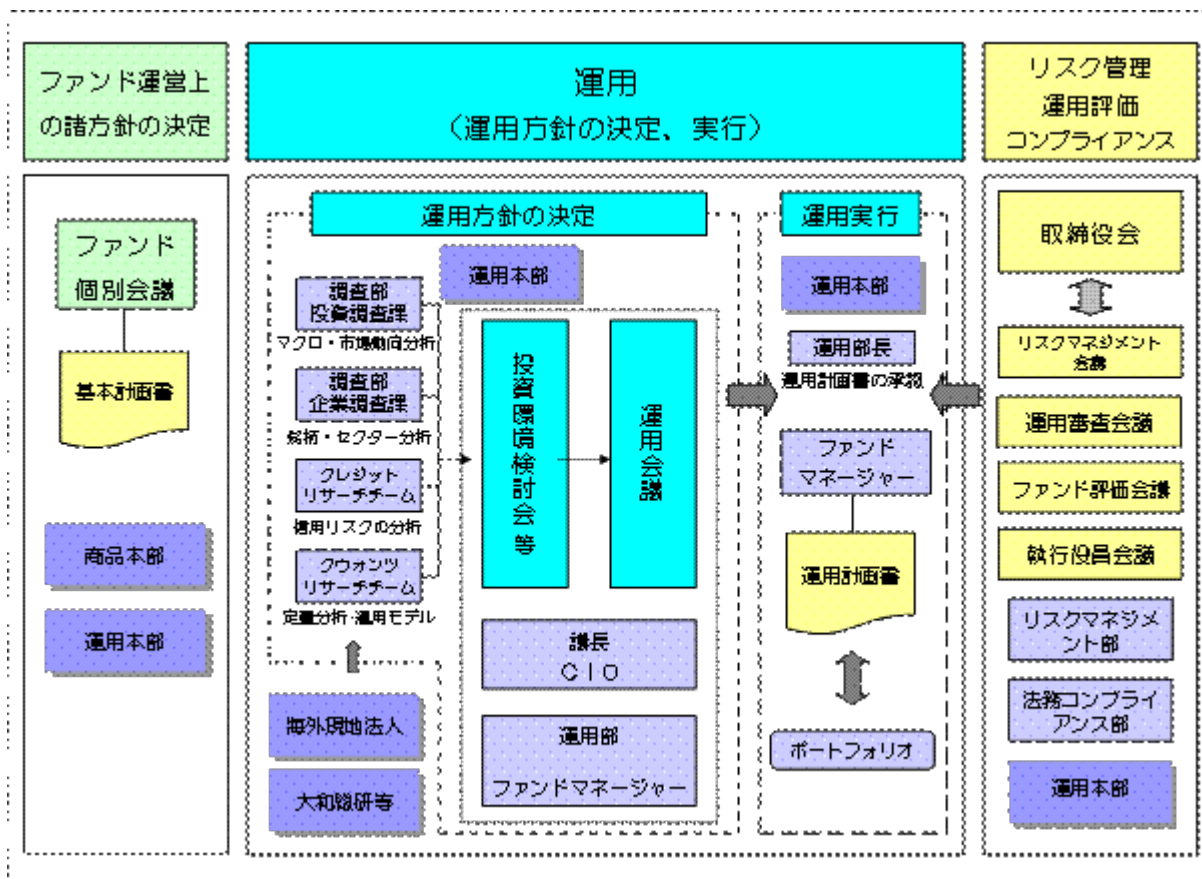 ファンド運営上
の諸方針の決定
運用
（運用方針の決定、実行）
リスク管理
運用評価
コンプライアンス
ファンド
個別会議
基本計画書
商品本部
運用本部
運用方針の決定
運用本部
調査部
投資調査課
マクロ・市場動向分析
調査部
企業調査課
銘柄・セクター分析
クレジット
リサーチチーム
信用リスクの分析
クウォンツ
リサーチチーム
定量分析・運用モデル
海外現地法人
大和総研等
投資環境検討会等
運用会議
議長
CIO
運用部
ファンドマネージャー
運用実行
運用本部
運用部長
運用計画書の承認
ファンド
マネージャー
運用計画書
ポートフォリオ
取締役会
リスクマネジメント
会議
運用審査会議
ファンド評価会議
執行役員会議
リスクマネジメ
ント部
法務コンプライ
アンス部
運用本部